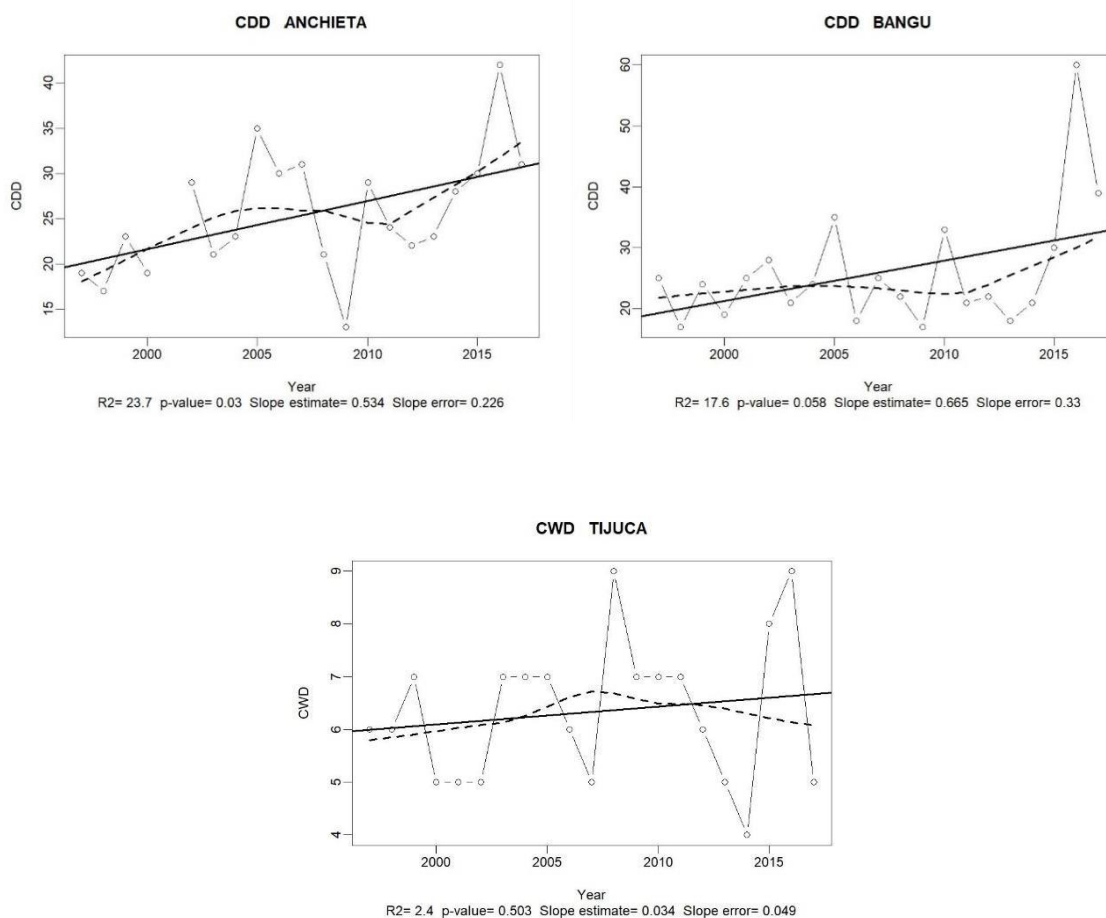 CDD ANCHIETA
CDD
40
35
30
25
20
15
2000 2005 2010 2015
Year
R2= 23.7 p-value= 0.03 Slope estimate= 0.534 Slope error= 0.226
CDD BANGU
CDD
60
50
40
30
20
2000 2005 2010 2015
Year
R2= 17.6 p-value= 0.058 Slope estimate= 0.665 Slope error= 0.33
CWD TIJUCA
CWD
9
8
7
6
5
4
2000 2005 2010 2015
Year
R2= 2.4 p-value= 0.503 Slope estimate= 0.034 Slope error= 0.049